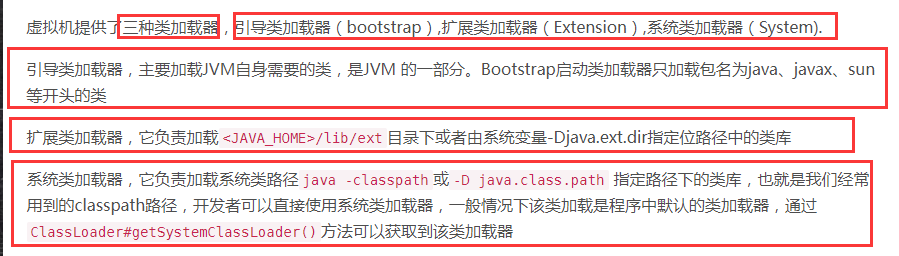 虚拟机提供了三种类加载器，引导类加载器（bootstrap）,扩展类加载器（Extension）,系统类加载器（System).
引导类加载器，主要加载JVM自身需要的类，是JVM 的一部分。Bootstrap启动类加载器只加载包名为java、javax、sun
等开头的类
扩展类加载器，它负责加载 <JAVA_HOME>/lib/ext 目录下或者由系统变量-Djava.ext.dir指定位路径中的类库
系统类加载器，它负责加载系统类路径 java -classpath 或 -D java.class.path 指定路径下的类库，也就是我们经常
用到的classpath路径，开发者可以直接使用系统类加载器，一般情况下该类加载是程序中默认的类加载器，通过
ClassLoader#getSystemClassLoader() 方法可以获取到该类加载器